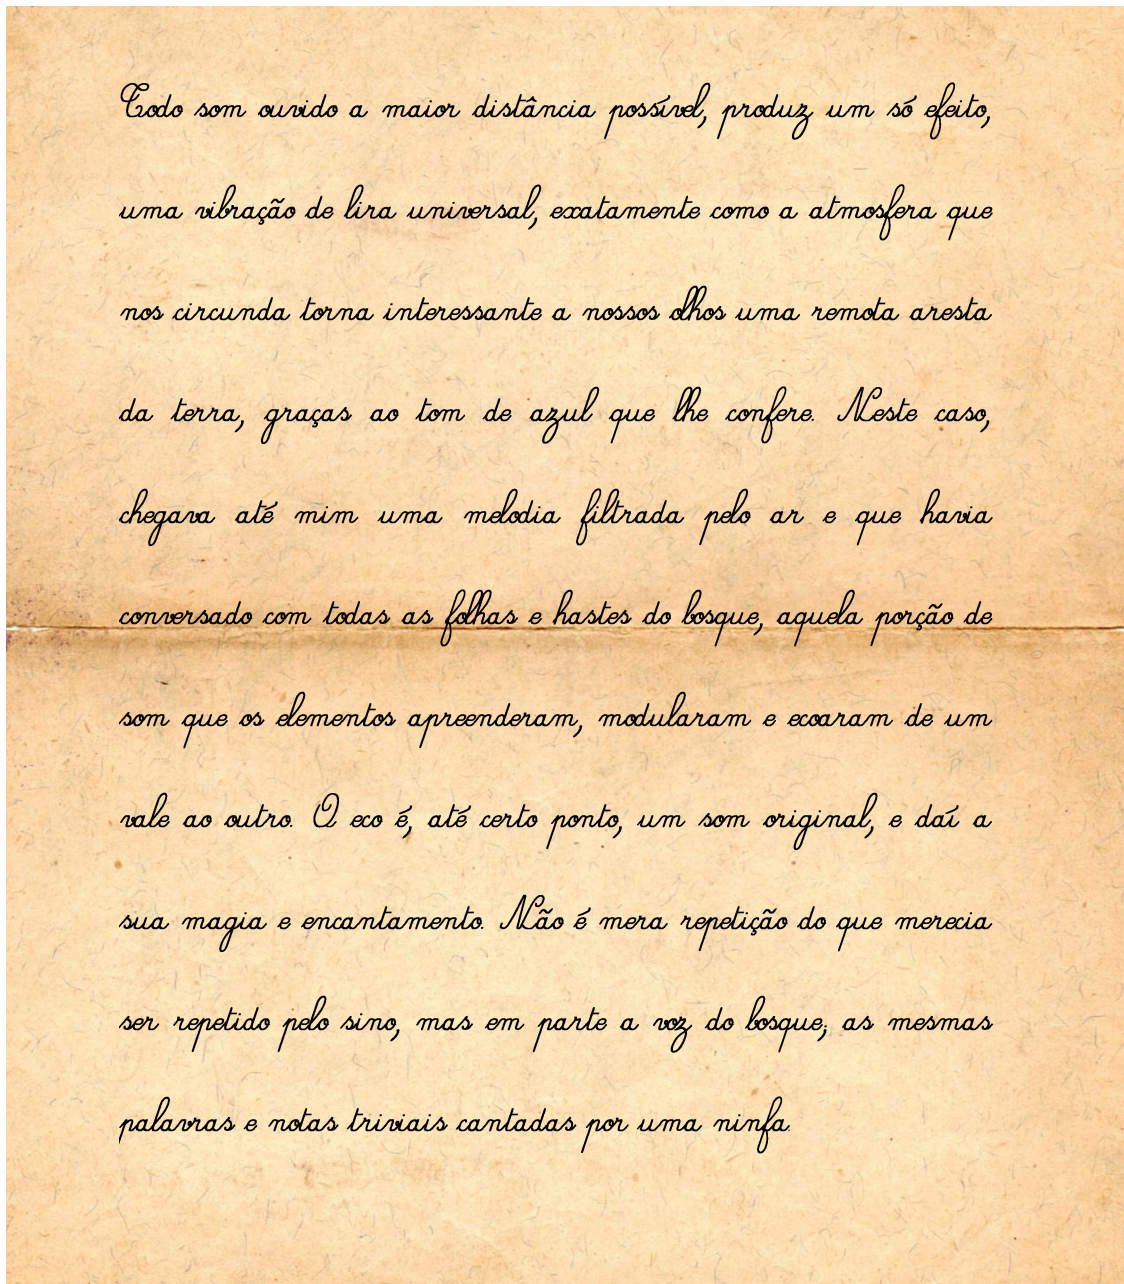 Todo som ouvido a maior distância possível, produz um só efeito,
uma vibração de lira universal, exatamente como a atmosfera que
nos circunda torna interessante a nossos olhos uma remota aresta
da terra, graças ao tom de azul que lhe confere. Neste caso,
chegava até mim uma melodia filtrada pelo ar e que havia
conversado com todas as folhas e hastes do bosque, aquela porção de
som que os elementos apreenderam, modularam e ecoaram de um
vale ao outro. O eco é, até certo ponto, um som original, e daí a
sua magia e encantamento. Não é mera repetição do que merecia
ser repetido pelo sino, mas em parte a voz do bosque; as mesmas
palavras e notas triviais cantadas por uma ninfa.